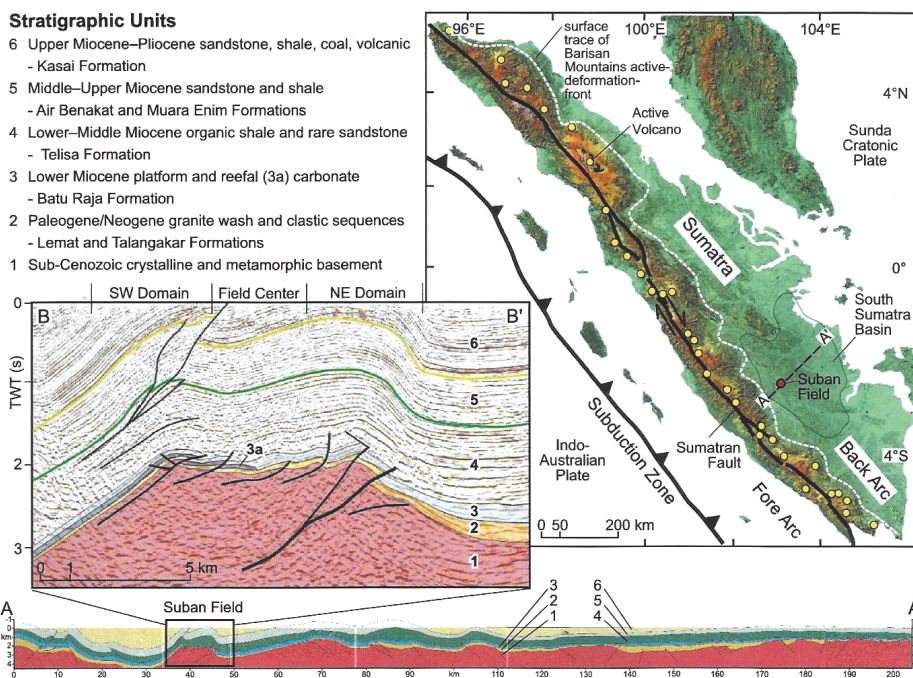 Stratigraphic Units
6 Upper Miocene–Pliocene sandstone, shale, coal, volcanic
- Kasai Formation
5 Middle–Upper Miocene sandstone and shale
- Air Benakat and Muara Enim Formations
4 Lower–Middle Miocene organic shale and rare sandstone
- Telisa Formation
3 Lower Miocene platform and reefal (3a) carbonate
- Batu Raja Formation
2 Paleogene/Neogene granite wash and clastic sequences
- Lemat and Talangakar Formations
1 Sub-Cenozoic crystalline and metamorphic basement
SW Domain
Field Center
NE Domain
B
B'
0
2
3
TWT (s)
6
5
4
3
2
1
3a
0 1 5 km
96°E
100°E
104°E
surface
trace of
Barisan
Mountains active-
deformation-
front
Active
Volcano
4°N
Sunda
Cratonic
Plate
Sumatra
0°
South
Sumatra
Basin
A'
Suban
Field
A
Subduction Zone
Sumatran
Fault
Indo-
Australian
Plate
4°S
Back Arc
Fore Arc
0 50 200 km
A
Suban Field
3
2
1
6
5
4
A
-1
0
km
2
3
4
0 10 20 30 40 50 60 70 80 90 km 110 120 130 140 150 160 170 180 190 200